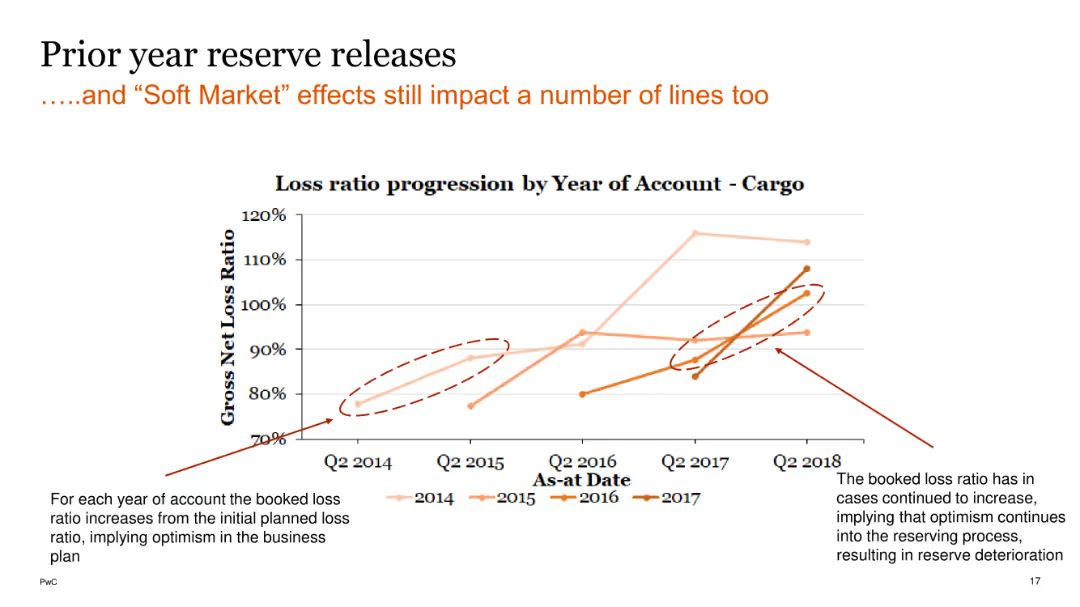 Prior year reserve releases
…..and “Soft Market” effects still impact a number of lines too
Loss ratio progression by Year of Account - Cargo
Gross Net Loss Ratio
120%
110%
100%
90%
80%
70%
Q2 2014 Q2 2015 Q2 2016 Q2 2017 Q2 2018
As-at Date
2014 2015 2016 2017
For each year of account the booked loss
ratio increases from the initial planned loss
ratio, implying optimism in the business
plan
The booked loss ratio has in
cases continued to increase,
implying that optimism continues
into the reserving process,
resulting in reserve deterioration
PwC
17